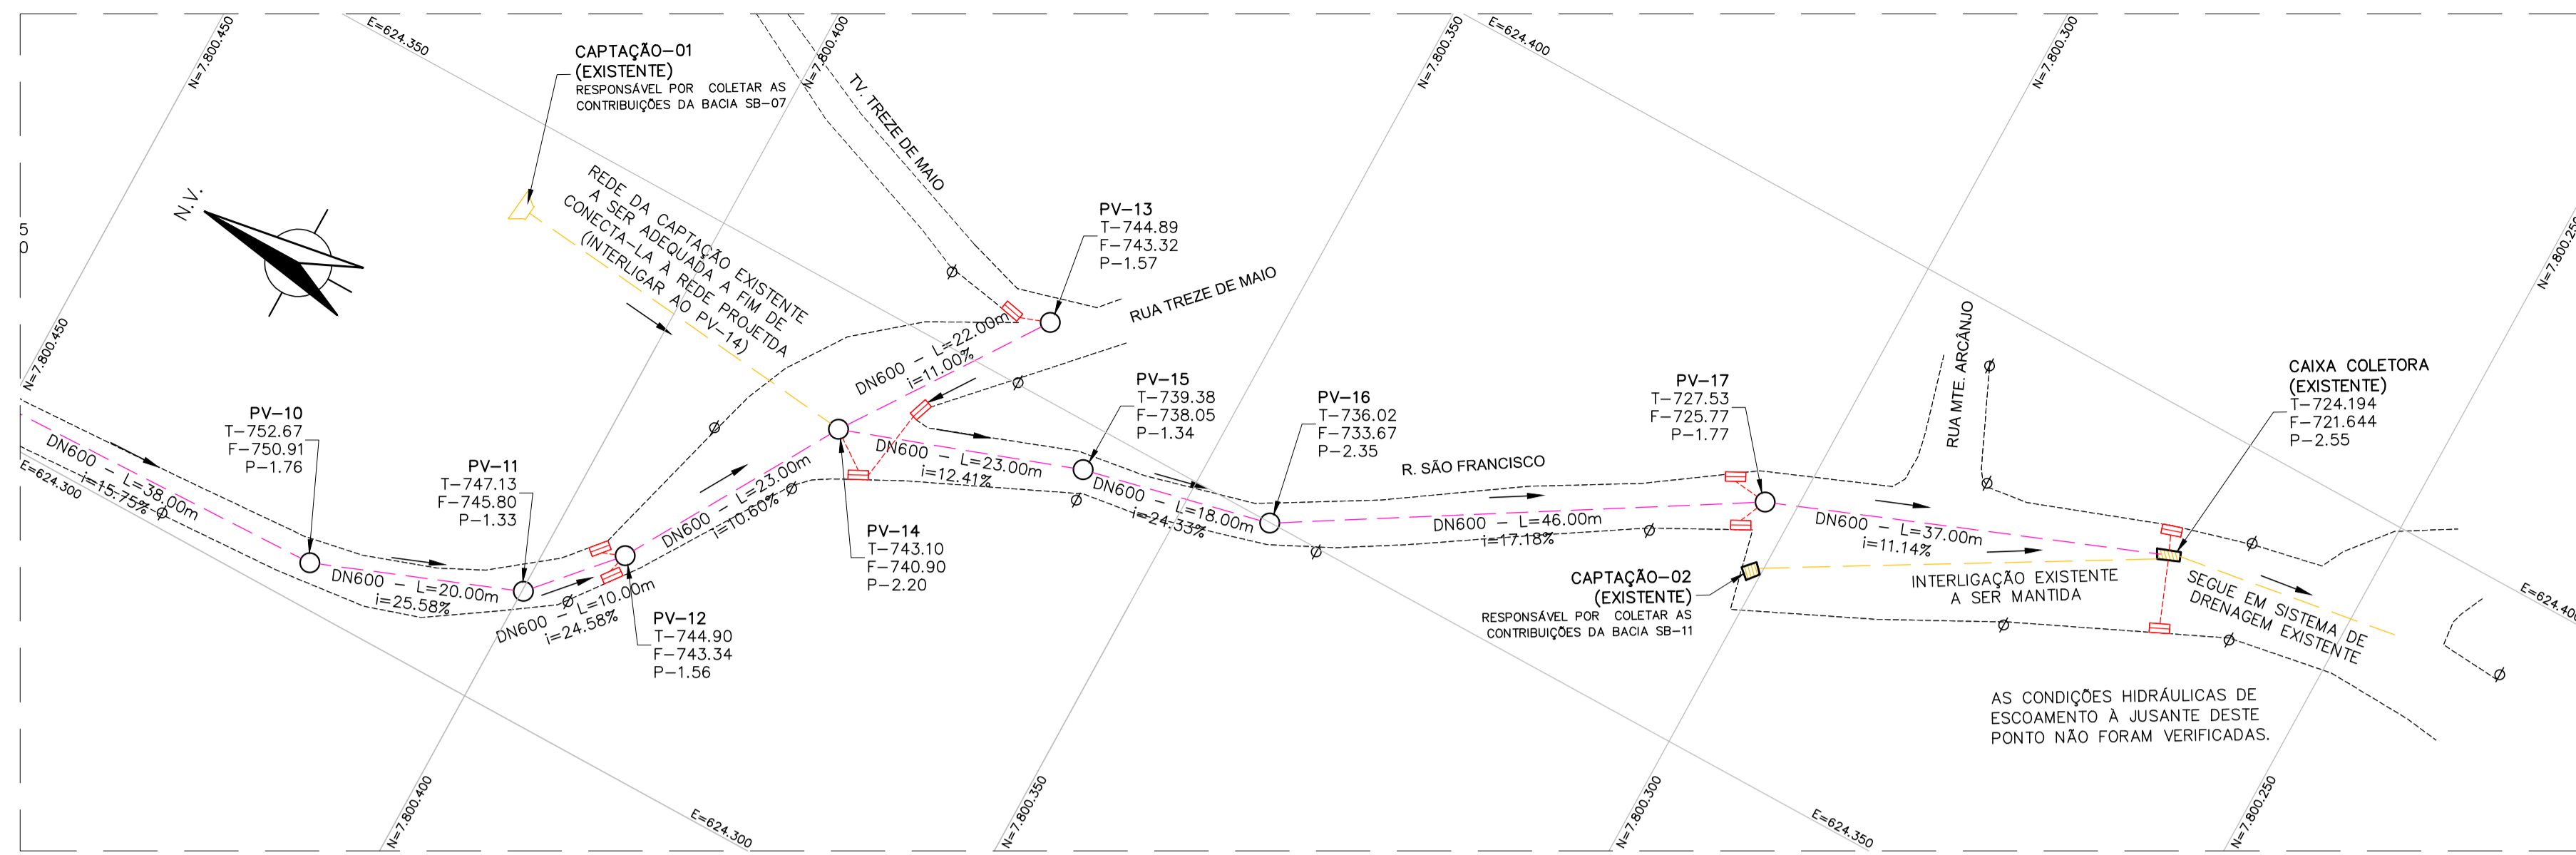 N=7.800.450
E=624.350
CAPTAÇÃO-01
(EXISTENTE)
RESPONSÁVEL POR COLETAR AS
CONTRIBUIÇÕES DA BACIA SB-07
N=7.800.400
TV. TREZE DE MAIO
N=7.800.350
E=624.400
N=7.800.300
N=7.800.250
N.V.
5
0
REDE DA CAPTAÇÃO EXISTENTE
A SER ADEQUADA A FIM DE
CONECTA-LA À REDE PROJETDA
(INTERLIGAR AO PV-14)
PV-13
T-744.89
F-743.32
P-1.57
RUA TREZE DE MAIO
DN600 - L=22.00m
i=11.00%
N=7.800.450
PV-10
T-752.67
F-750.91
P-1.76
DN600 - L=38.00m
i=15.75%
E=624.300
PV-11
T-747.13
F-745.80
P-1.33
DN600 - L=20.00m
i=25.58%
DN600 - L=10.00m
i=24.58%
PV-12
T-744.90
F-743.34
P-1.56
DN600 - L=23.00m
i=10.60%
PV-14
T-743.10
F-740.90
P-2.20
DN600 - L=23.00m
i=12.41%
PV-15
T-739.38
F-738.05
P-1.34
DN600 - L=18.00m
i=24.33%
PV-16
T-736.02
F-733.67
P-2.35
R. SÃO FRANCISCO
DN600 - L=46.00m
i=17.18%
PV-17
T-727.53
F-725.77
P-1.77
DN600 - L=37.00m
i=11.14%
RUA MTE. ARCÂNJO
CAIXA COLETORA
(EXISTENTE)
T-724.194
F-721.644
P-2.55
CAPTAÇÃO-02
(EXISTENTE)
RESPONSÁVEL POR COLETAR AS
CONTRIBUIÇÕES DA BACIA SB-11
INTERLIGAÇÃO EXISTENTE
A SER MANTIDA
SEGUE EM SISTEMA DE
DRENAGEM EXISTENTE
E=624.400
AS CONDIÇÕES HIDRÁULICAS DE
ESCOAMENTO À JUSANTE DESTE
PONTO NÃO FORAM VERIFICADAS.
N=7.800.400
E=624.300
N=7.800.350
N=7.800.300
E=624.350
N=7.800.250